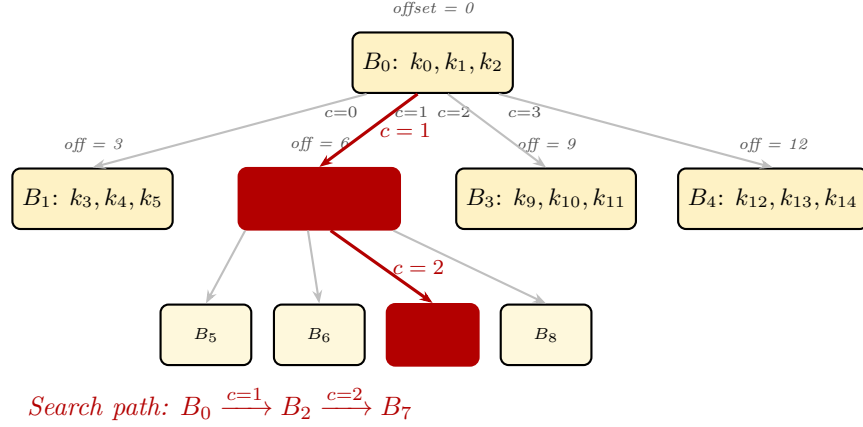 offset = 0
B₀: k₀, k₁, k₂
c=0 c=1 c=2 c=3
c = 1
off = 3 off = 6 off = 9 off = 12
B₁: k₃, k₄, k₅ B₃: k₉, k₁₀, k₁₁ B₄: k₁₂, k₁₃, k₁₄
c = 2
B₅ B₆ B₈
Search path: B₀ —c=1→ B₂ —c=2→ B₇